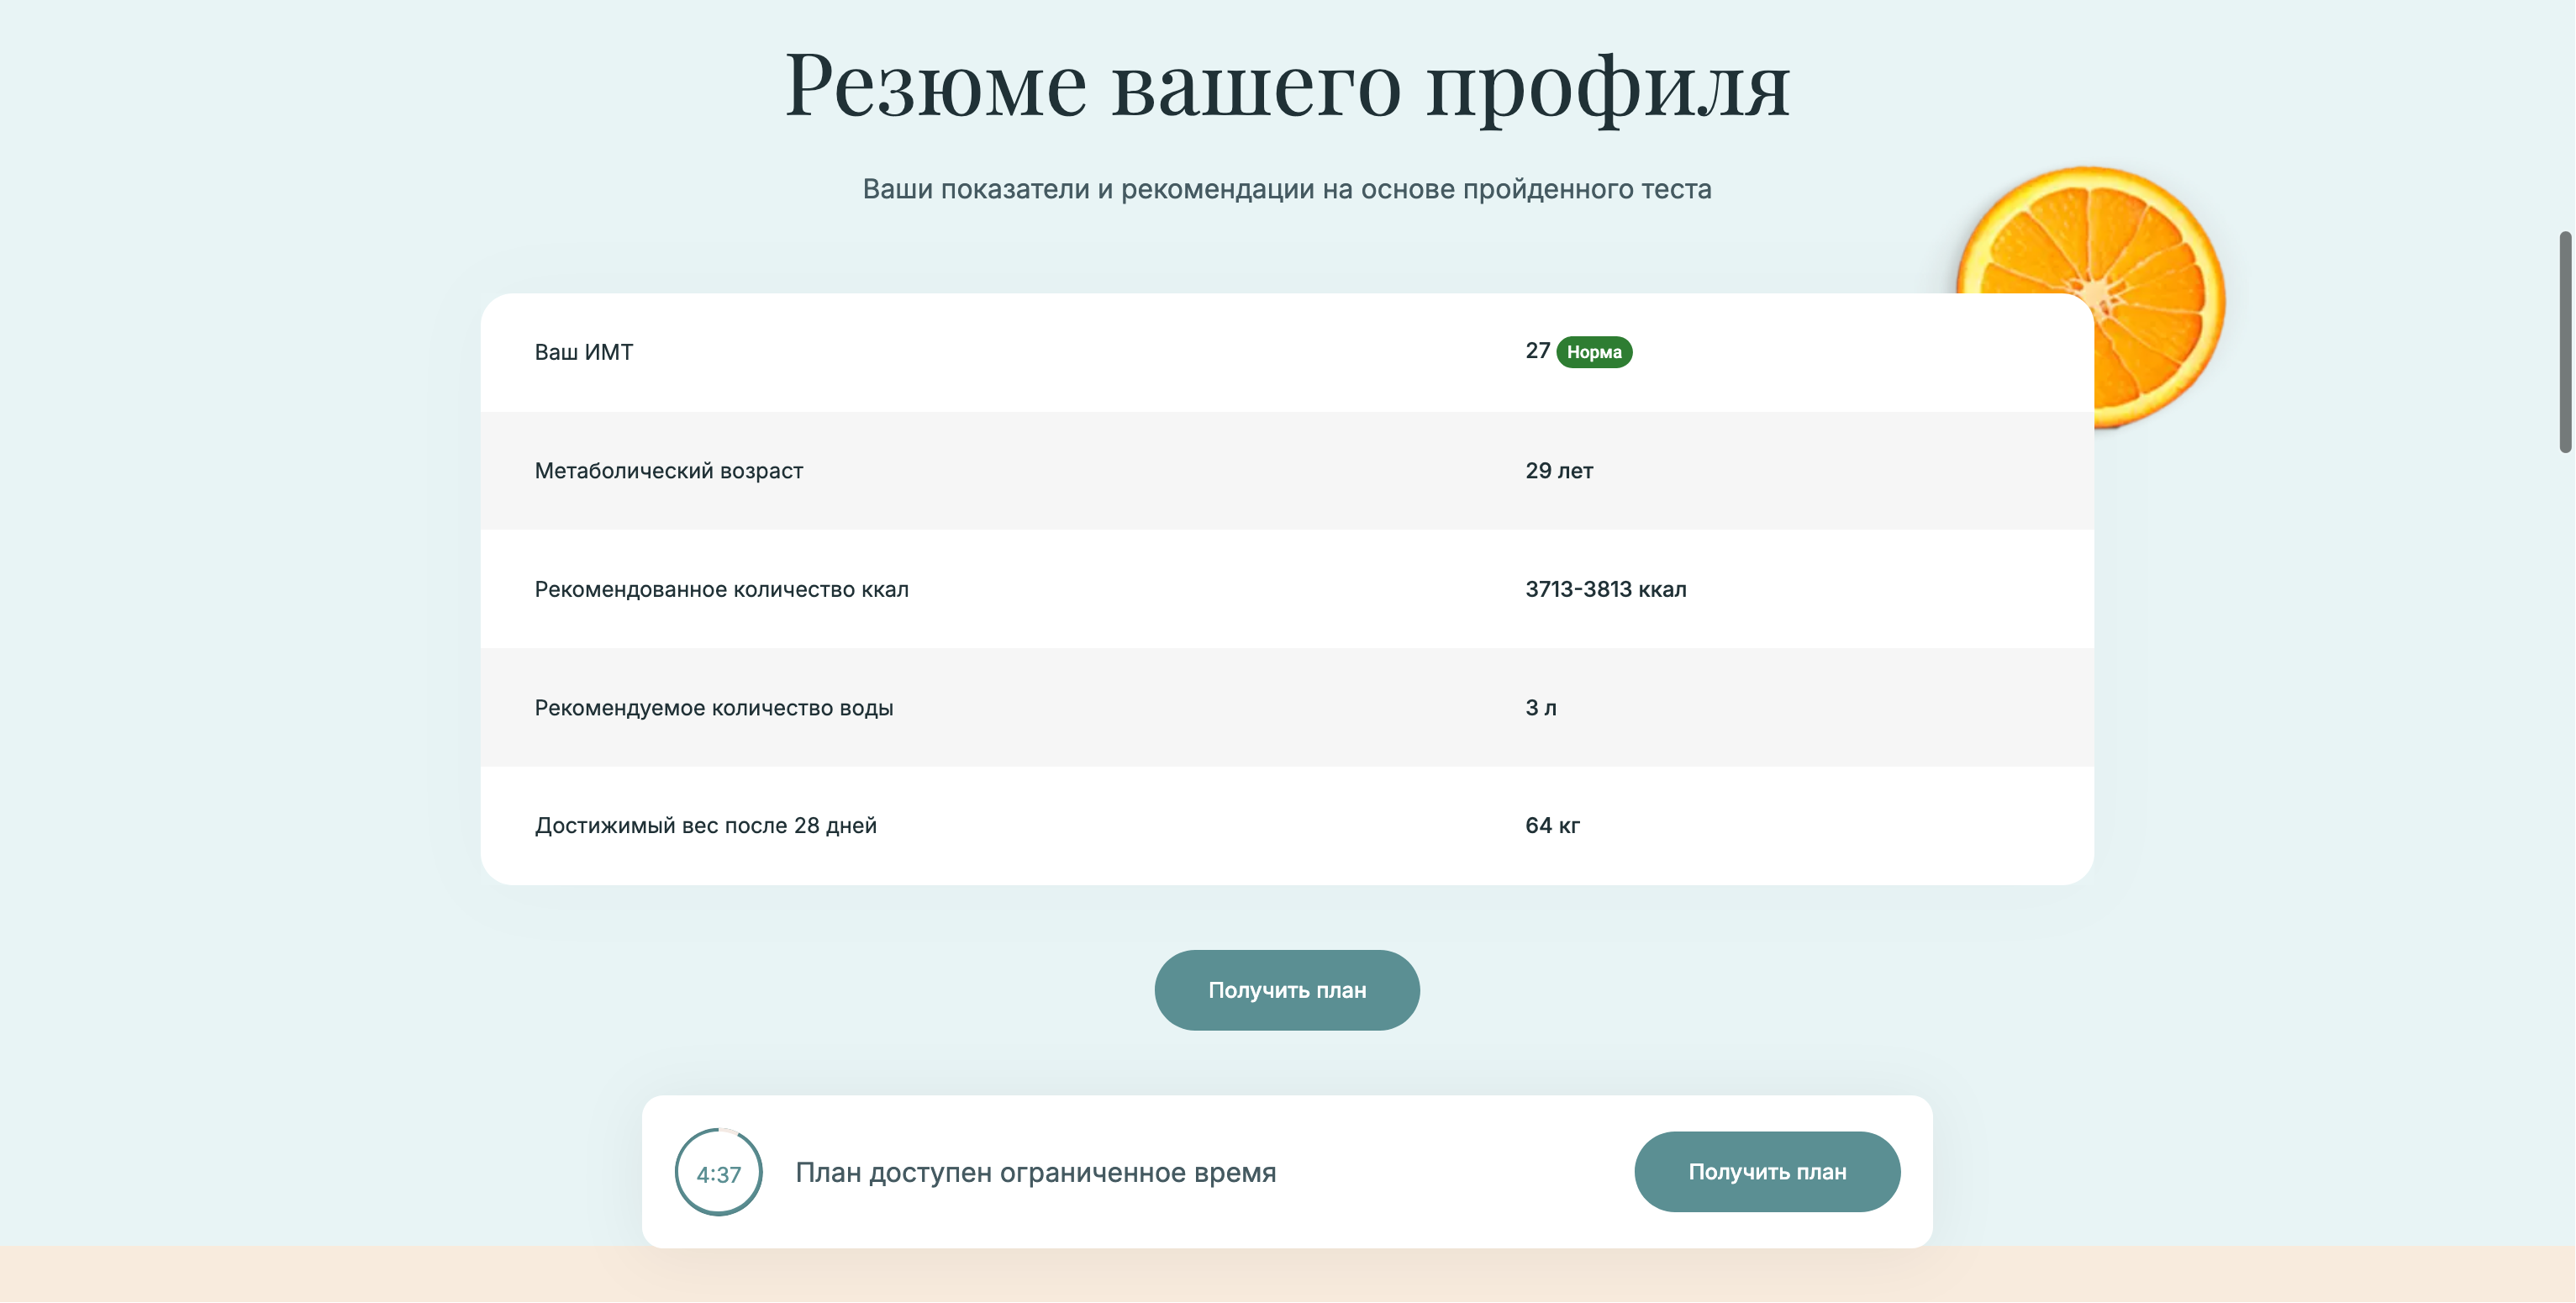 Резюме вашего профиля
Ваши показатели и рекомендации на основе пройденного теста
Ваш ИМТ 27 Норма
Метаболический возраст 29 лет
Рекомендованное количество ккал 3713-3813 ккал
Рекомендуемое количество воды 3 л
Достижимый вес после 28 дней 64 кг
Получить план
4:37 План доступен ограниченное время Получить план